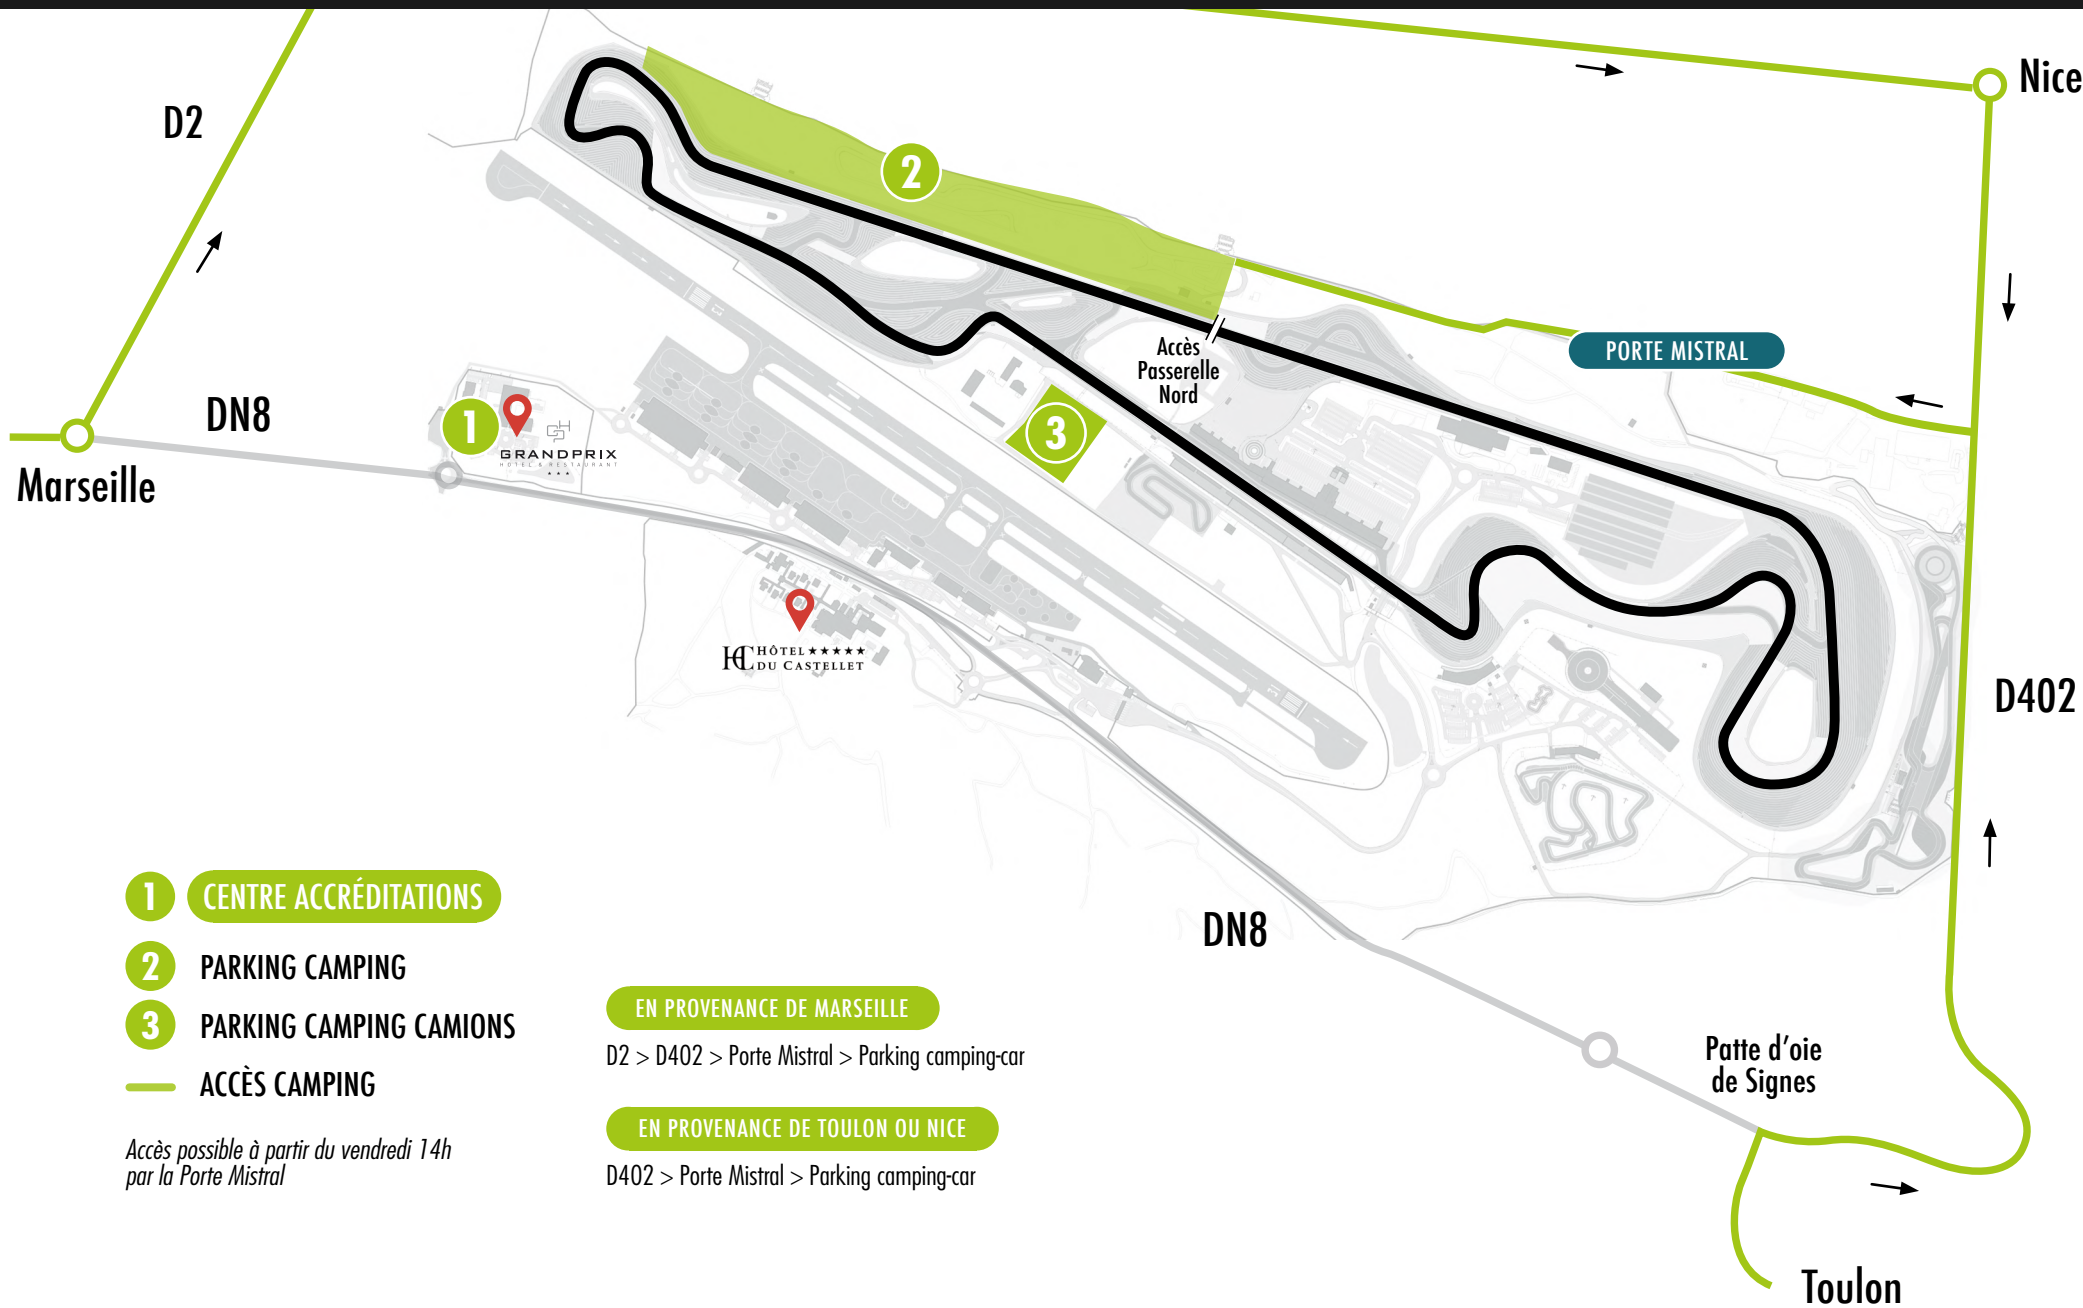 Nice
D2
2
PORTE MISTRAL
Accès
Passerelle
Nord
DN8
1
GRANDPRIX
HOTEL & RESTAURANT
3
Marseille
HC HÔTEL★★★★★
DU CASTELLET
D402
DN8
1 CENTRE ACCRÉDITATIONS
2 PARKING CAMPING
3 PARKING CAMPING CAMIONS
ACCÈS CAMPING
Accès possible à partir du vendredi 14h
par la Porte Mistral
EN PROVENANCE DE MARSEILLE
D2 > D402 > Porte Mistral > Parking camping-car
EN PROVENANCE DE TOULON OU NICE
D402 > Porte Mistral > Parking camping-car
Patte d’oie
de Signes
Toulon